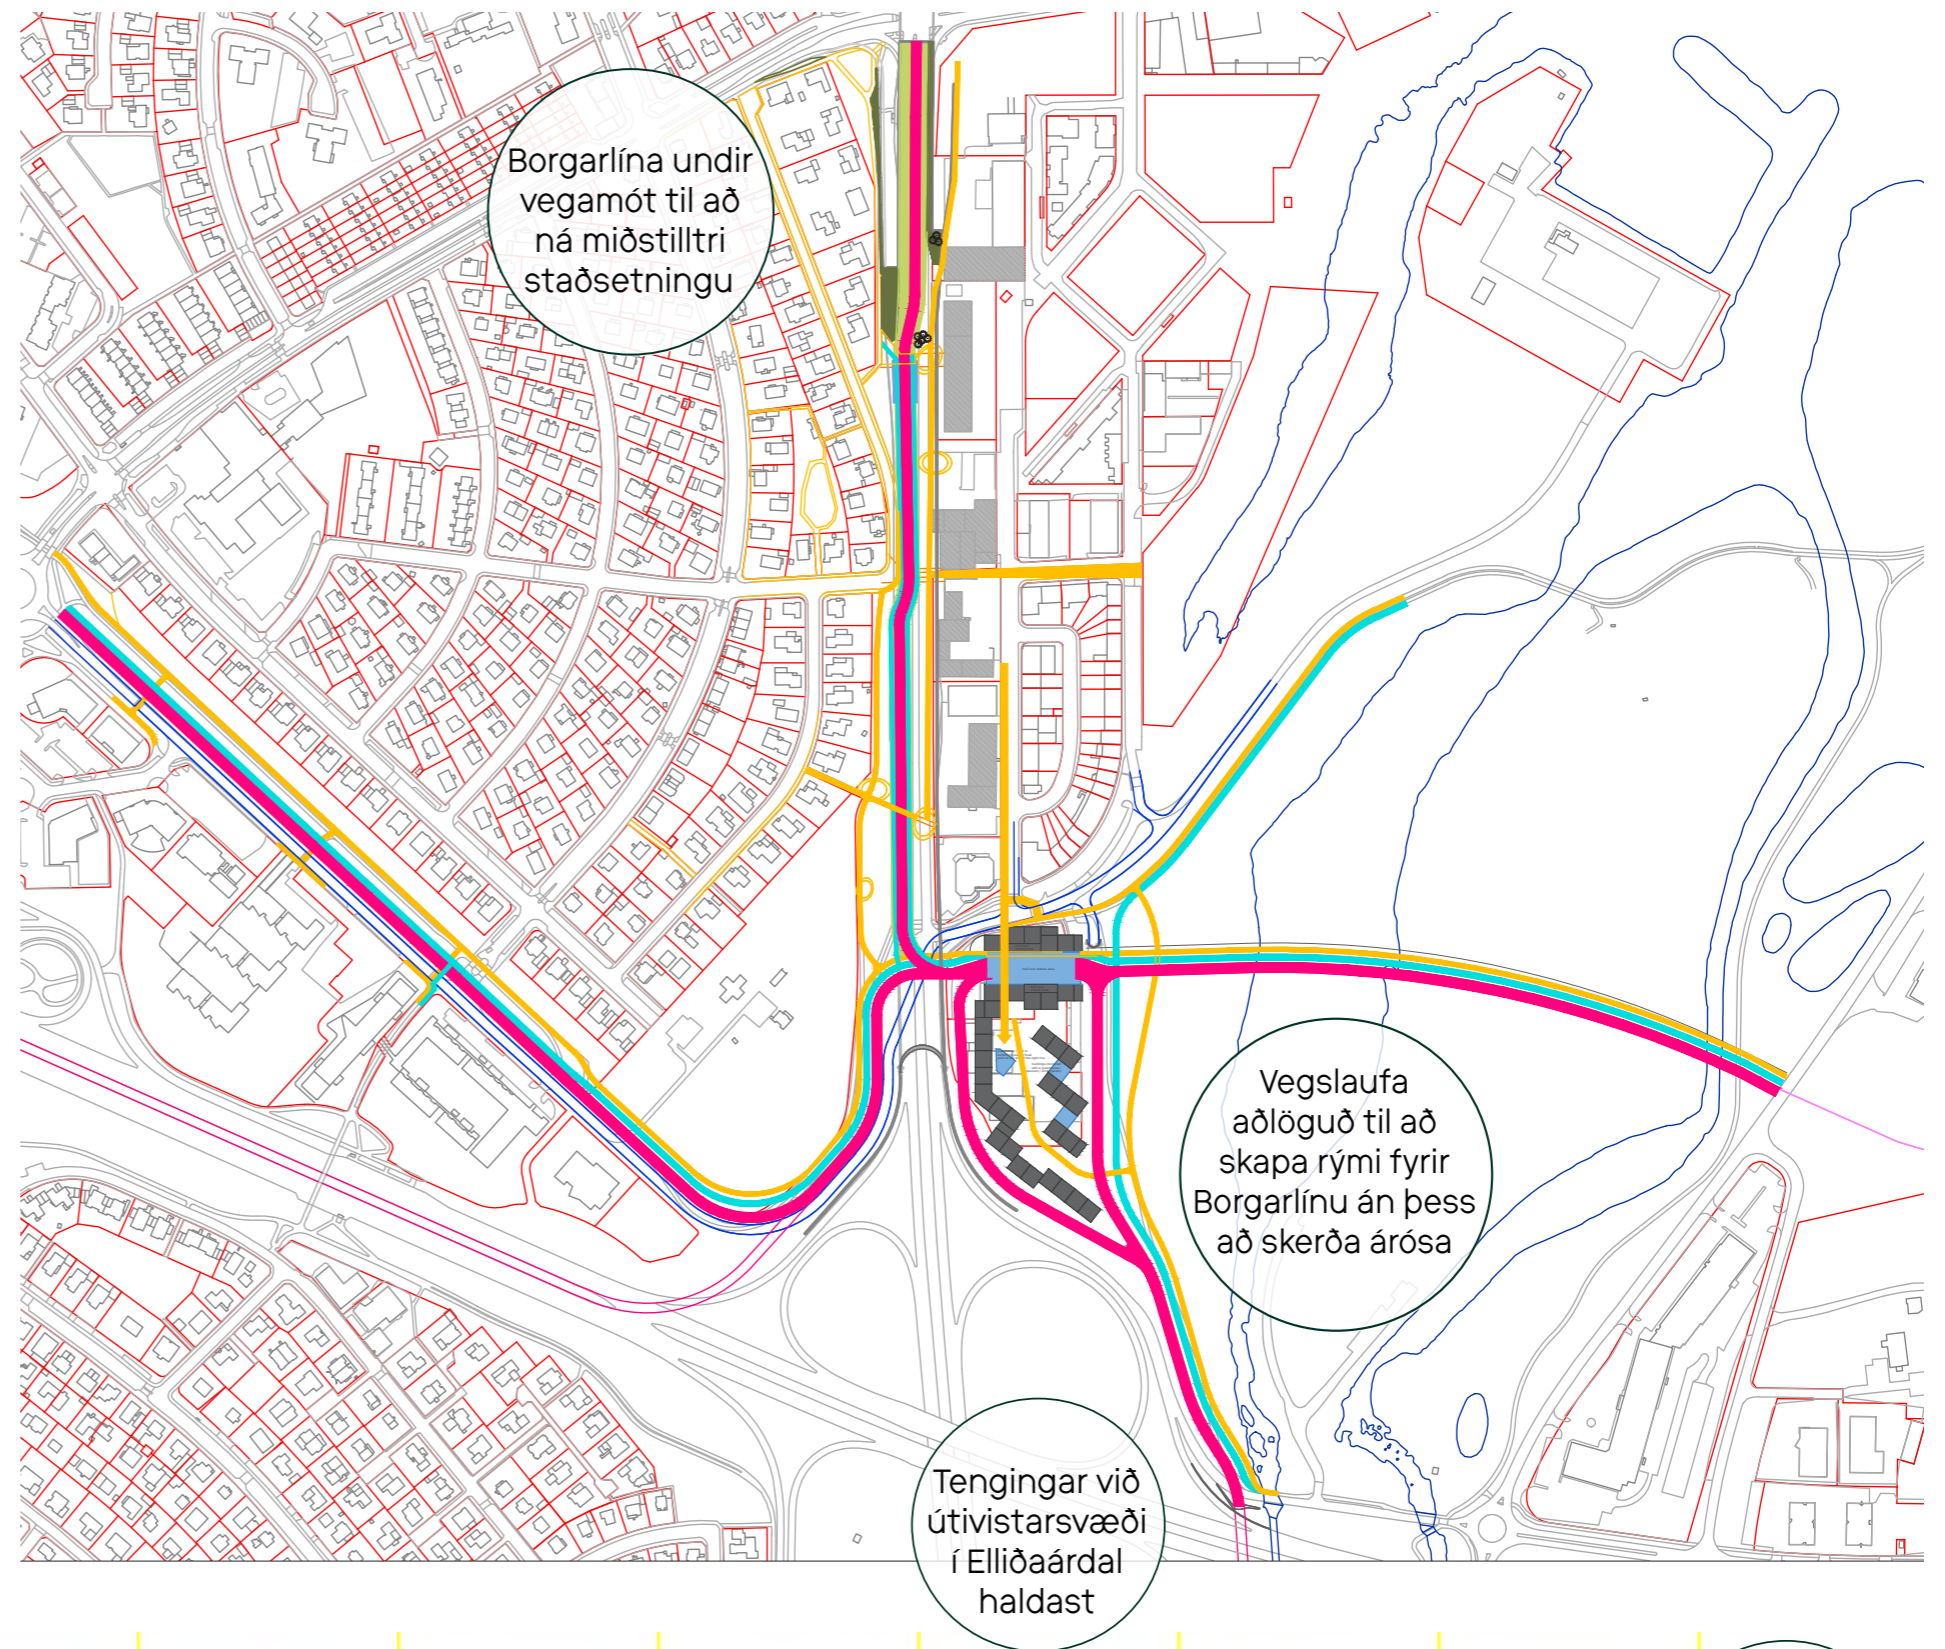 Borgarlína undir
vegamót til að
ná miðstilltri
staðsetningu
Vegslaufa
aðlöguð til að
skapa rými fyrir
Borgarlínu án þess
að skerða árósa
Tengingar við
útivistarsvæði
í Elliðaárdal
haldast